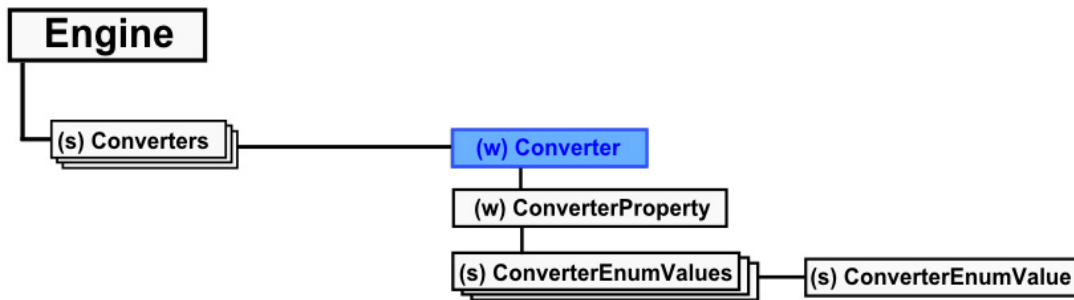 Engine
(s) Converters
(w) Converter
(w) ConverterProperty
(s) ConverterEnumValues
(s) ConverterEnumValue